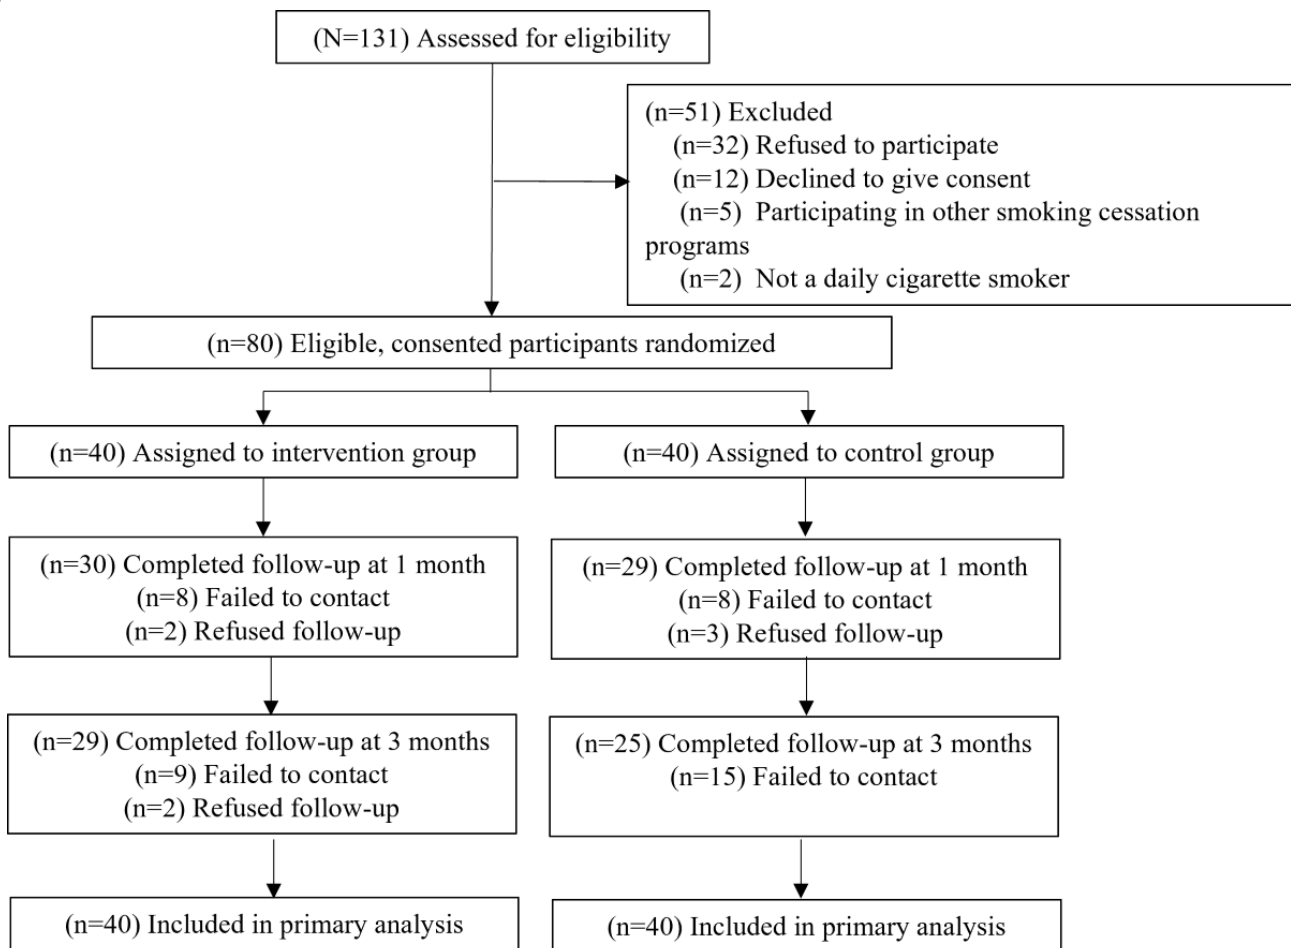 (N=131) Assessed for eligibility
(n=51) Excluded
(n=32) Refused to participate
(n=12) Declined to give consent
(n=5)  Participating in other smoking cessation
programs
(n=2)  Not a daily cigarette smoker
(n=80) Eligible, consented participants randomized
(n=40) Assigned to intervention group
(n=40) Assigned to control group
(n=30) Completed follow-up at 1 month
(n=8) Failed to contact
(n=2) Refused follow-up
(n=29) Completed follow-up at 1 month
(n=8) Failed to contact
(n=3) Refused follow-up
(n=29) Completed follow-up at 3 months
(n=9) Failed to contact
(n=2) Refused follow-up
(n=25) Completed follow-up at 3 months
(n=15) Failed to contact
(n=40) Included in primary analysis
(n=40) Included in primary analysis